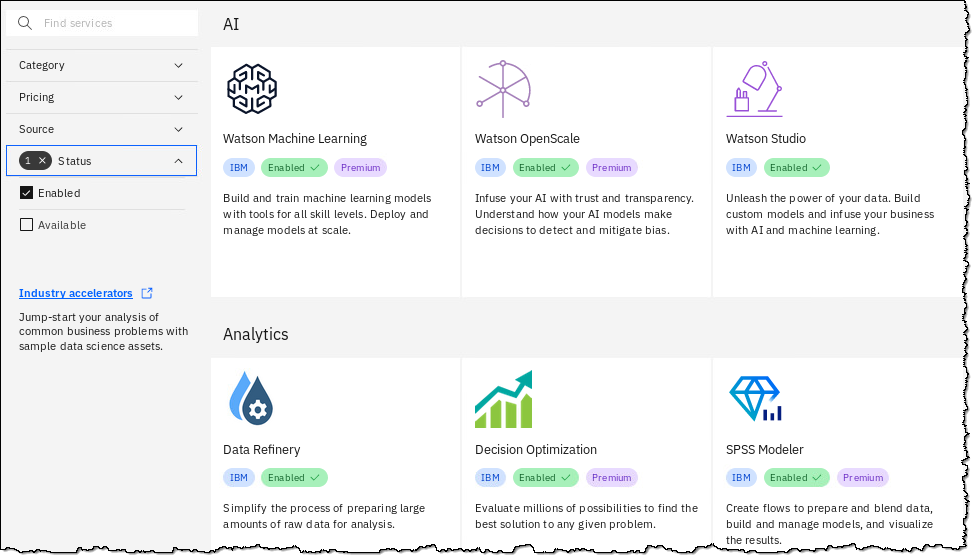 Find services
Category
Pricing
Source
1 × Status
Enabled
Available
Industry accelerators
Jump-start your analysis of
common business problems with
sample data science assets.
AI
Watson Machine Learning
IBM Enabled Premium
Build and train machine learning models
with tools for all skill levels. Deploy and
manage models at scale.
Watson OpenScale
IBM Enabled Premium
Infuse your AI with trust and transparency.
Understand how your AI models make
decisions to detect and mitigate bias.
Watson Studio
IBM Enabled
Unleash the power of your data. Build
custom models and infuse your business
with AI and machine learning.
Analytics
Data Refinery
IBM Enabled
Simplify the process of preparing large
amounts of raw data for analysis.
Decision Optimization
IBM Enabled Premium
Evaluate millions of possibilities to find the
best solution to any given problem.
SPSS Modeler
IBM Enabled Premium
Create flows to prepare and blend data,
build and manage models, and visualize
the results.